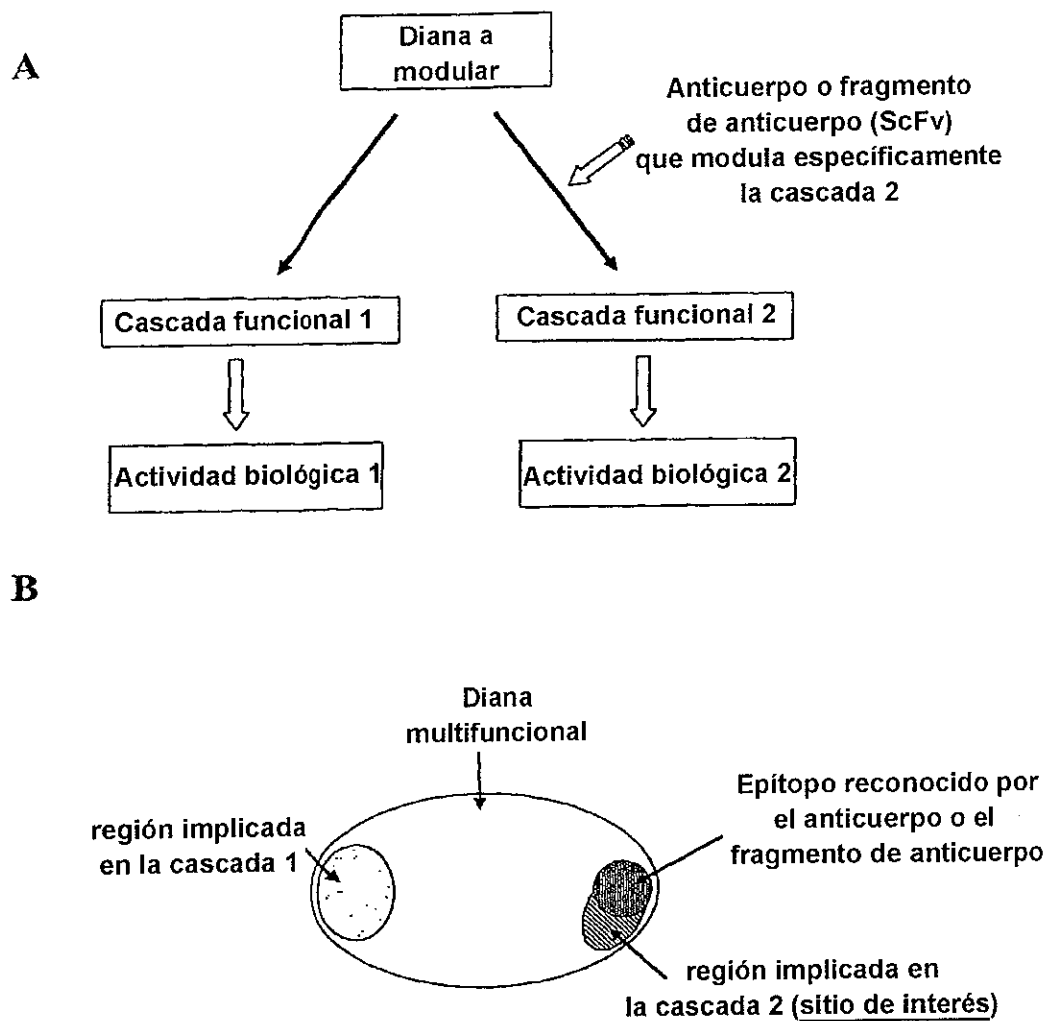 A
Diana a
modular
Anticuerpo o fragmento
de anticuerpo (ScFv)
que modula específicamente
la cascada 2
Cascada funcional 1
Cascada funcional 2
Actividad biológica 1
Actividad biológica 2
B
Diana
multifuncional
región implicada
en la cascada 1
Epítopo reconocido por
el anticuerpo o el
fragmento de anticuerpo
región implicada en
la cascada 2 (sitio de interés)